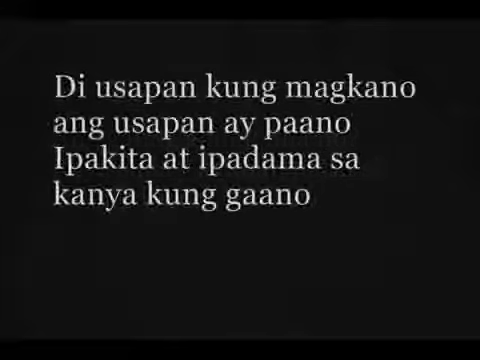 Di usapan kung magkano
ang usapan ay paano
Ipakita at ipadama sa
kanya kung gaano